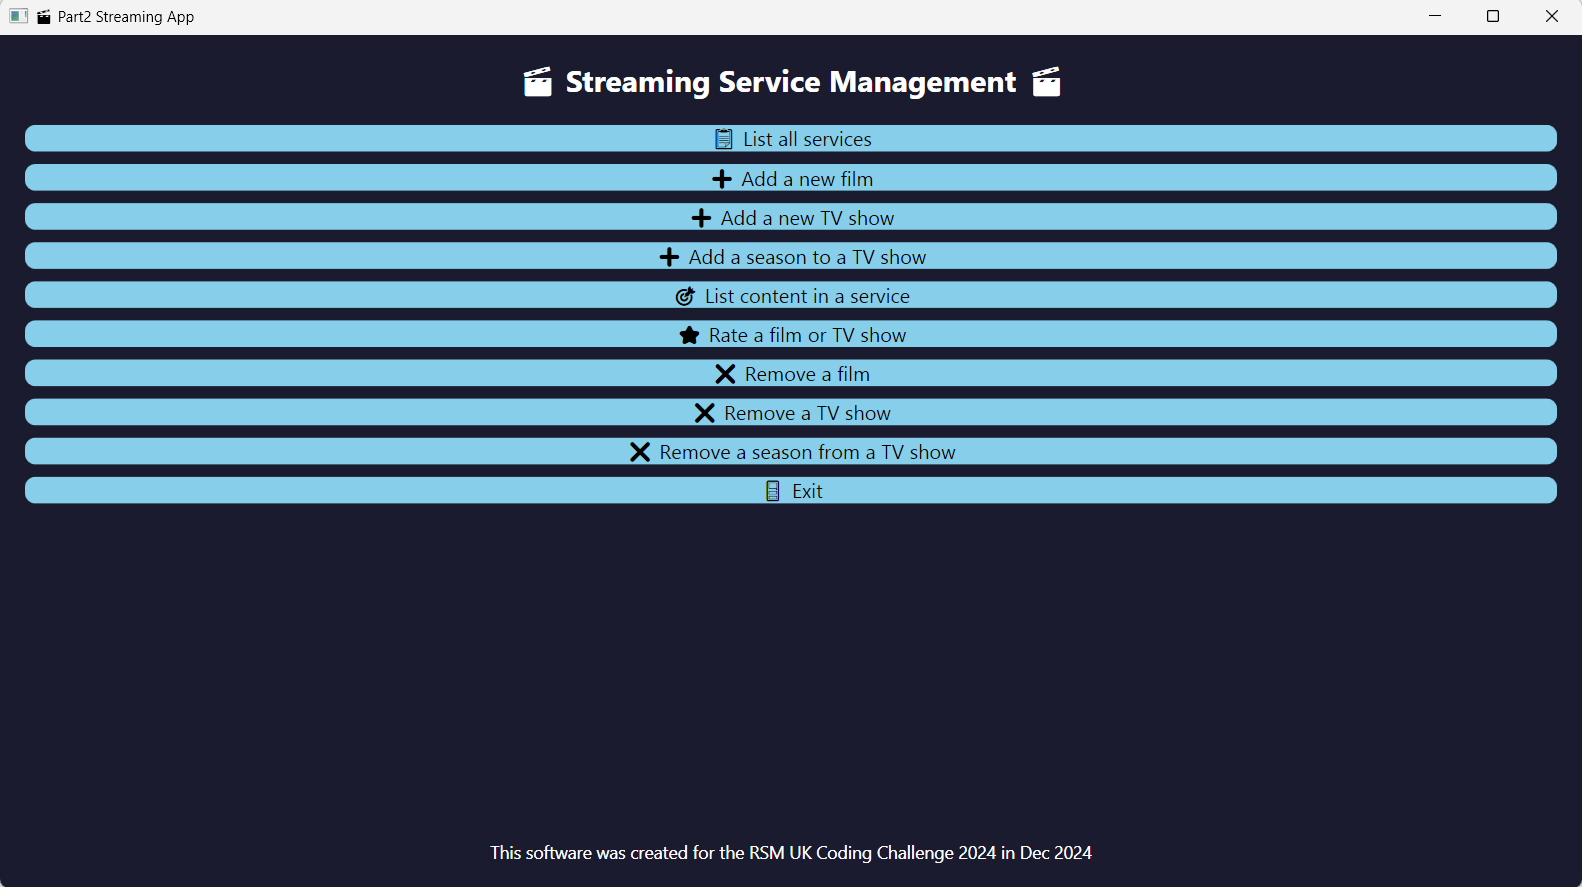 Part2 Streaming App
Streaming Service Management
List all services
Add a new film
Add a new TV show
Add a season to a TV show
List content in a service
Rate a film or TV show
Remove a film
Remove a TV show
Remove a season from a TV show
Exit
This software was created for the RSM UK Coding Challenge 2024 in Dec 2024